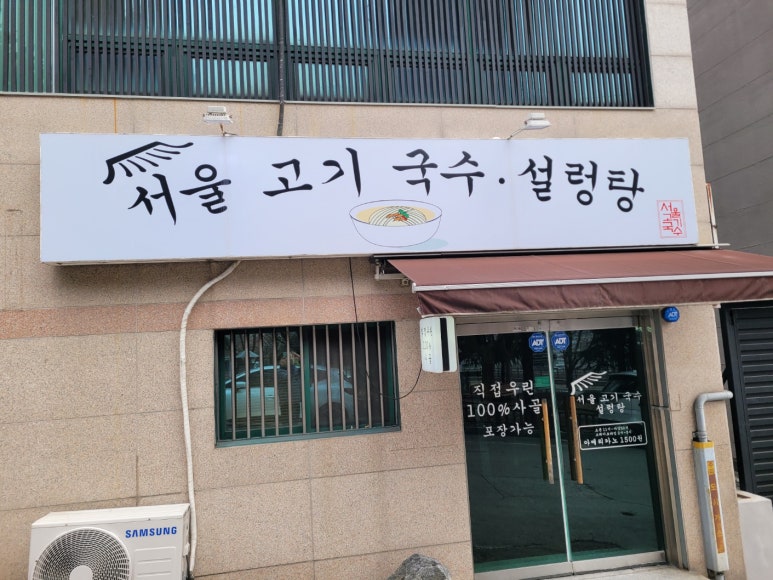 서울 고기 국수 · 설렁탕
서울
국수
ADT
ADT
직접우린
100%사골
포장가능
서울 고기 국수
설렁탕
아메리카노 1500원
SAMSUNG